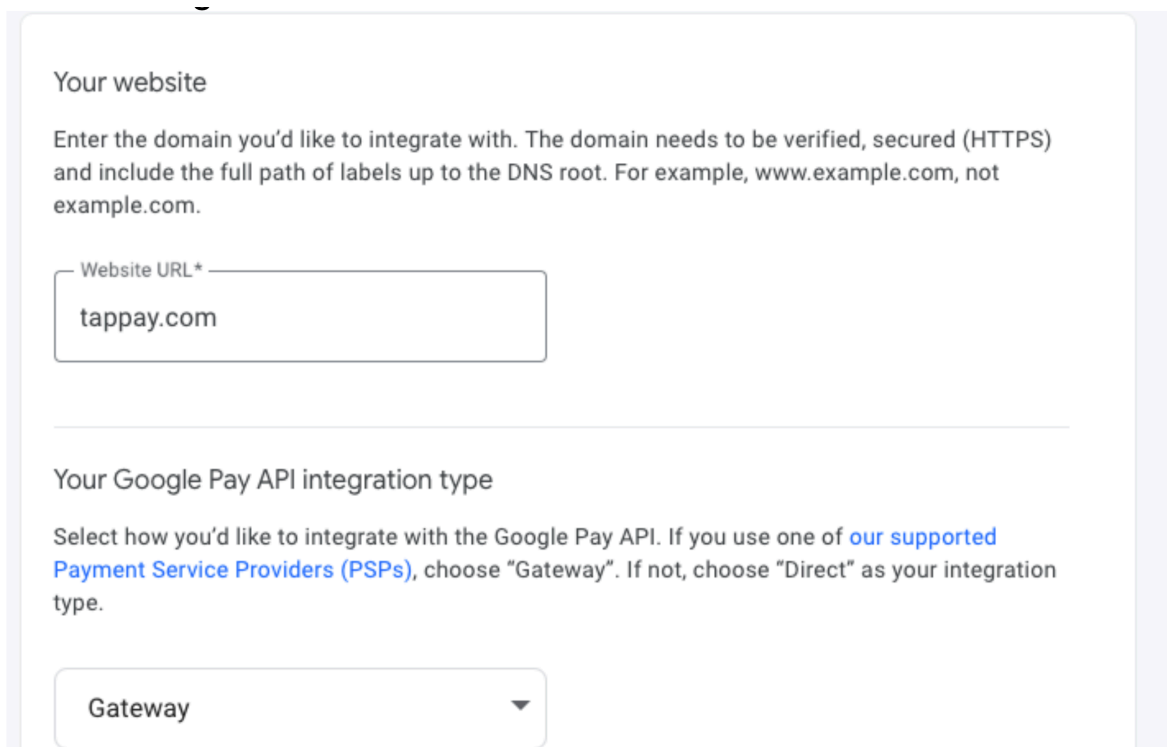 Your website
Enter the domain you'd like to integrate with. The domain needs to be verified, secured (HTTPS)
and include the full path of labels up to the DNS root. For example, www.example.com, not
example.com.
Website URL*
tappay.com
Your Google Pay API integration type
Select how you'd like to integrate with the Google Pay API. If you use one of our supported
Payment Service Providers (PSPs), choose “Gateway”. If not, choose “Direct” as your integration
type.
Gateway